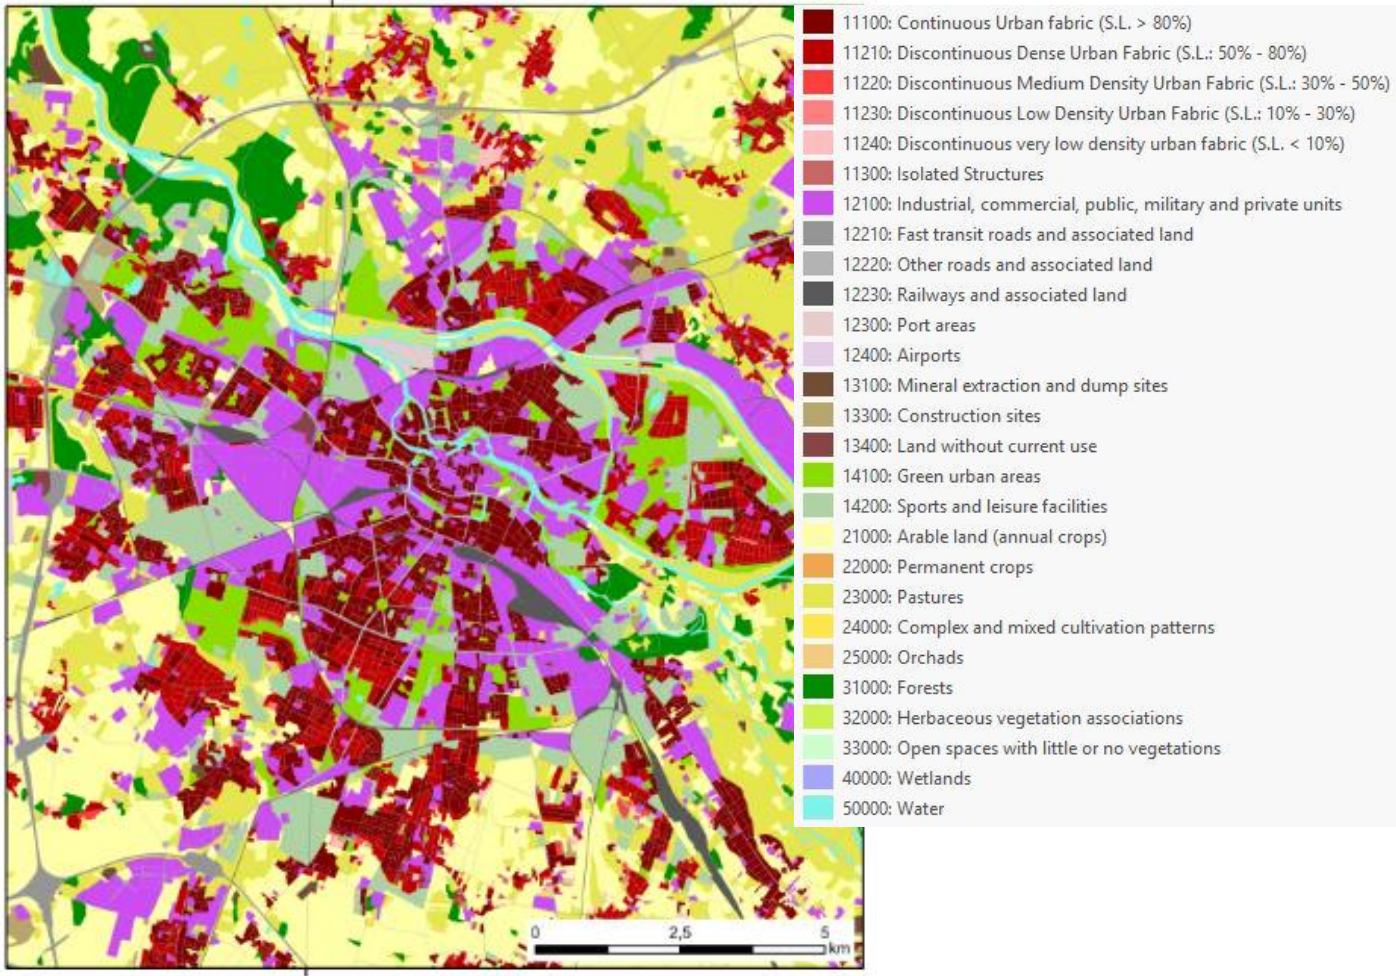 11100: Continuous Urban fabric (S.L. > 80%)
11210: Discontinuous Dense Urban Fabric (S.L.: 50% - 80%)
11220: Discontinuous Medium Density Urban Fabric (S.L.: 30% - 50%)
11230: Discontinuous Low Density Urban Fabric (S.L.: 10% - 30%)
11240: Discontinuous very low density urban fabric (S.L. < 10%)
11300: Isolated Structures
12100: Industrial, commercial, public, military and private units
12210: Fast transit roads and associated land
12220: Other roads and associated land
12230: Railways and associated land
12300: Port areas
12400: Airports
13100: Mineral extraction and dump sites
13300: Construction sites
13400: Land without current use
14100: Green urban areas
14200: Sports and leisure facilities
21000: Arable land (annual crops)
22000: Permanent crops
23000: Pastures
24000: Complex and mixed cultivation patterns
25000: Orchads
31000: Forests
32000: Herbaceous vegetation associations
33000: Open spaces with little or no vegetations
40000: Wetlands
50000: Water
0 2,5 5
km